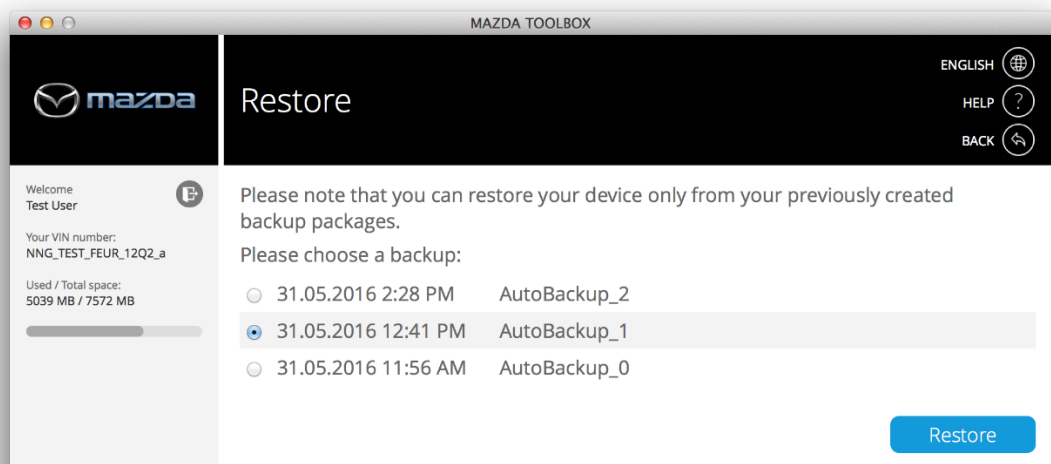 MAZDA TOOLBOX
mazda
Restore
ENGLISH
HELP ?
BACK
Welcome
Test User
Your VIN number:
NNG_TEST_FEUR_12Q2_a
Used / Total space:
5039 MB / 7572 MB
Please note that you can restore your device only from your previously created
backup packages.
Please choose a backup:
31.05.2016 2:28 PM AutoBackup_2
31.05.2016 12:41 PM AutoBackup_1
31.05.2016 11:56 AM AutoBackup_0
Restore